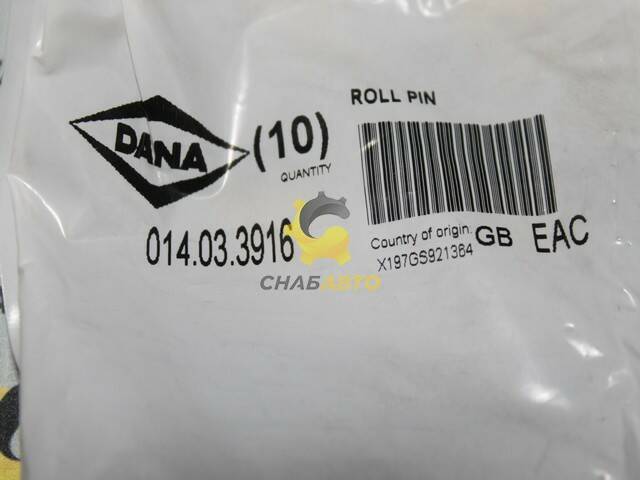 DANA
(10)
QUANTITY
ROLL PIN
014.03.3916
Country of origin: GB EAC
X197GS921364
СНАБАВТО